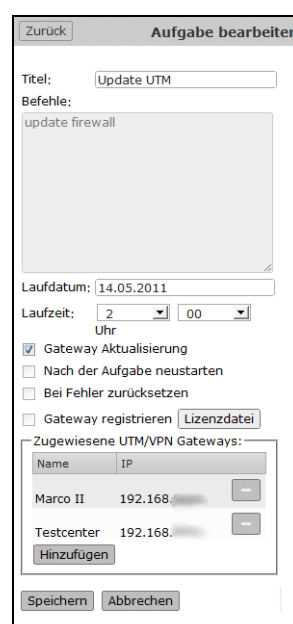 Zurück Aufgabe bearbeiten
Titel: Update UTM
Befehle:
update firewall
Laufdatum: 14.05.2011
Laufzeit: 2 00
Uhr
Gateway Aktualisierung
Nach der Aufgabe neustarten
Bei Fehler zurücksetzen
Gateway registrieren Lizenzdatei
Zugewiesene UTM/VPN Gateways:
Name IP
Marco II 192.168.
Testcenter 192.168.
Hinzufügen
Speichern Abbrechen